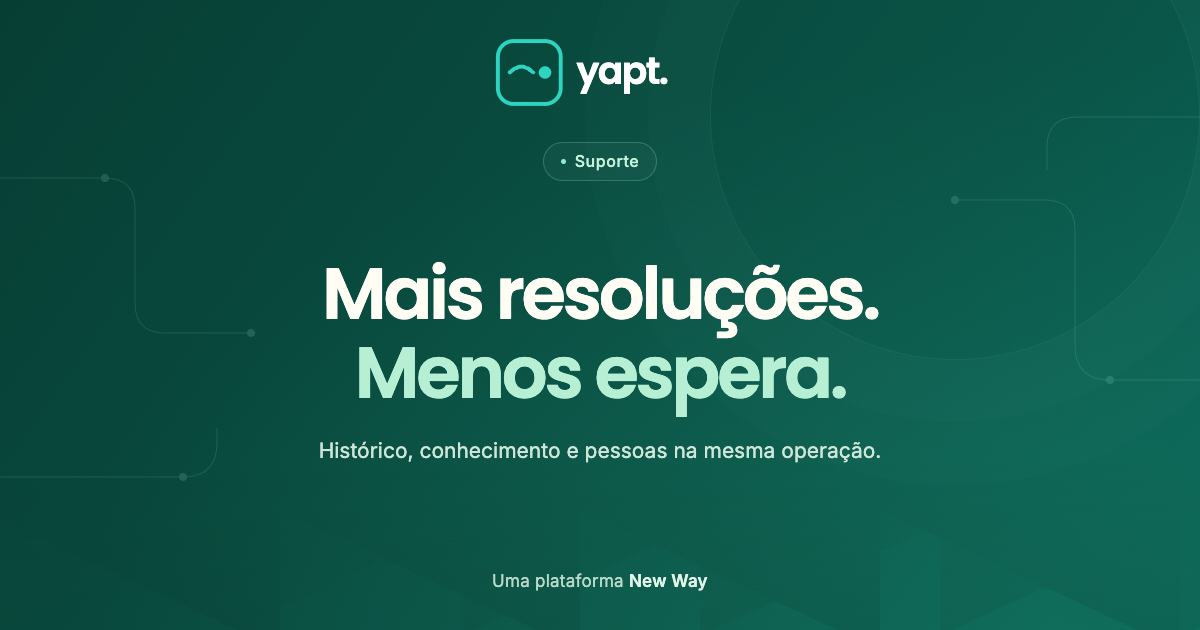 yapt.
• Suporte
Mais resoluções.
Menos espera.
Histórico, conhecimento e pessoas na mesma operação.
Uma plataforma New Way